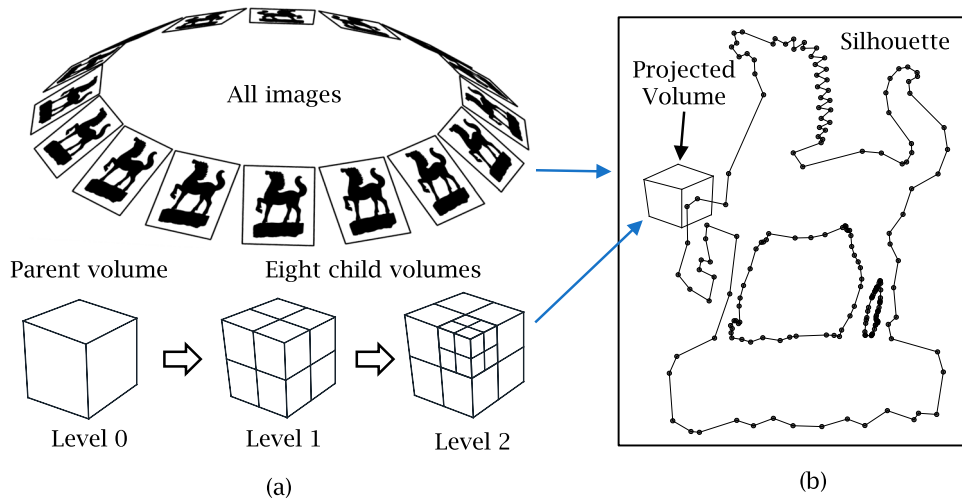 All images
Parent volume
Eight child volumes
Level 0
Level 1
Level 2
(a)
Silhouette
Projected
Volume
(b)